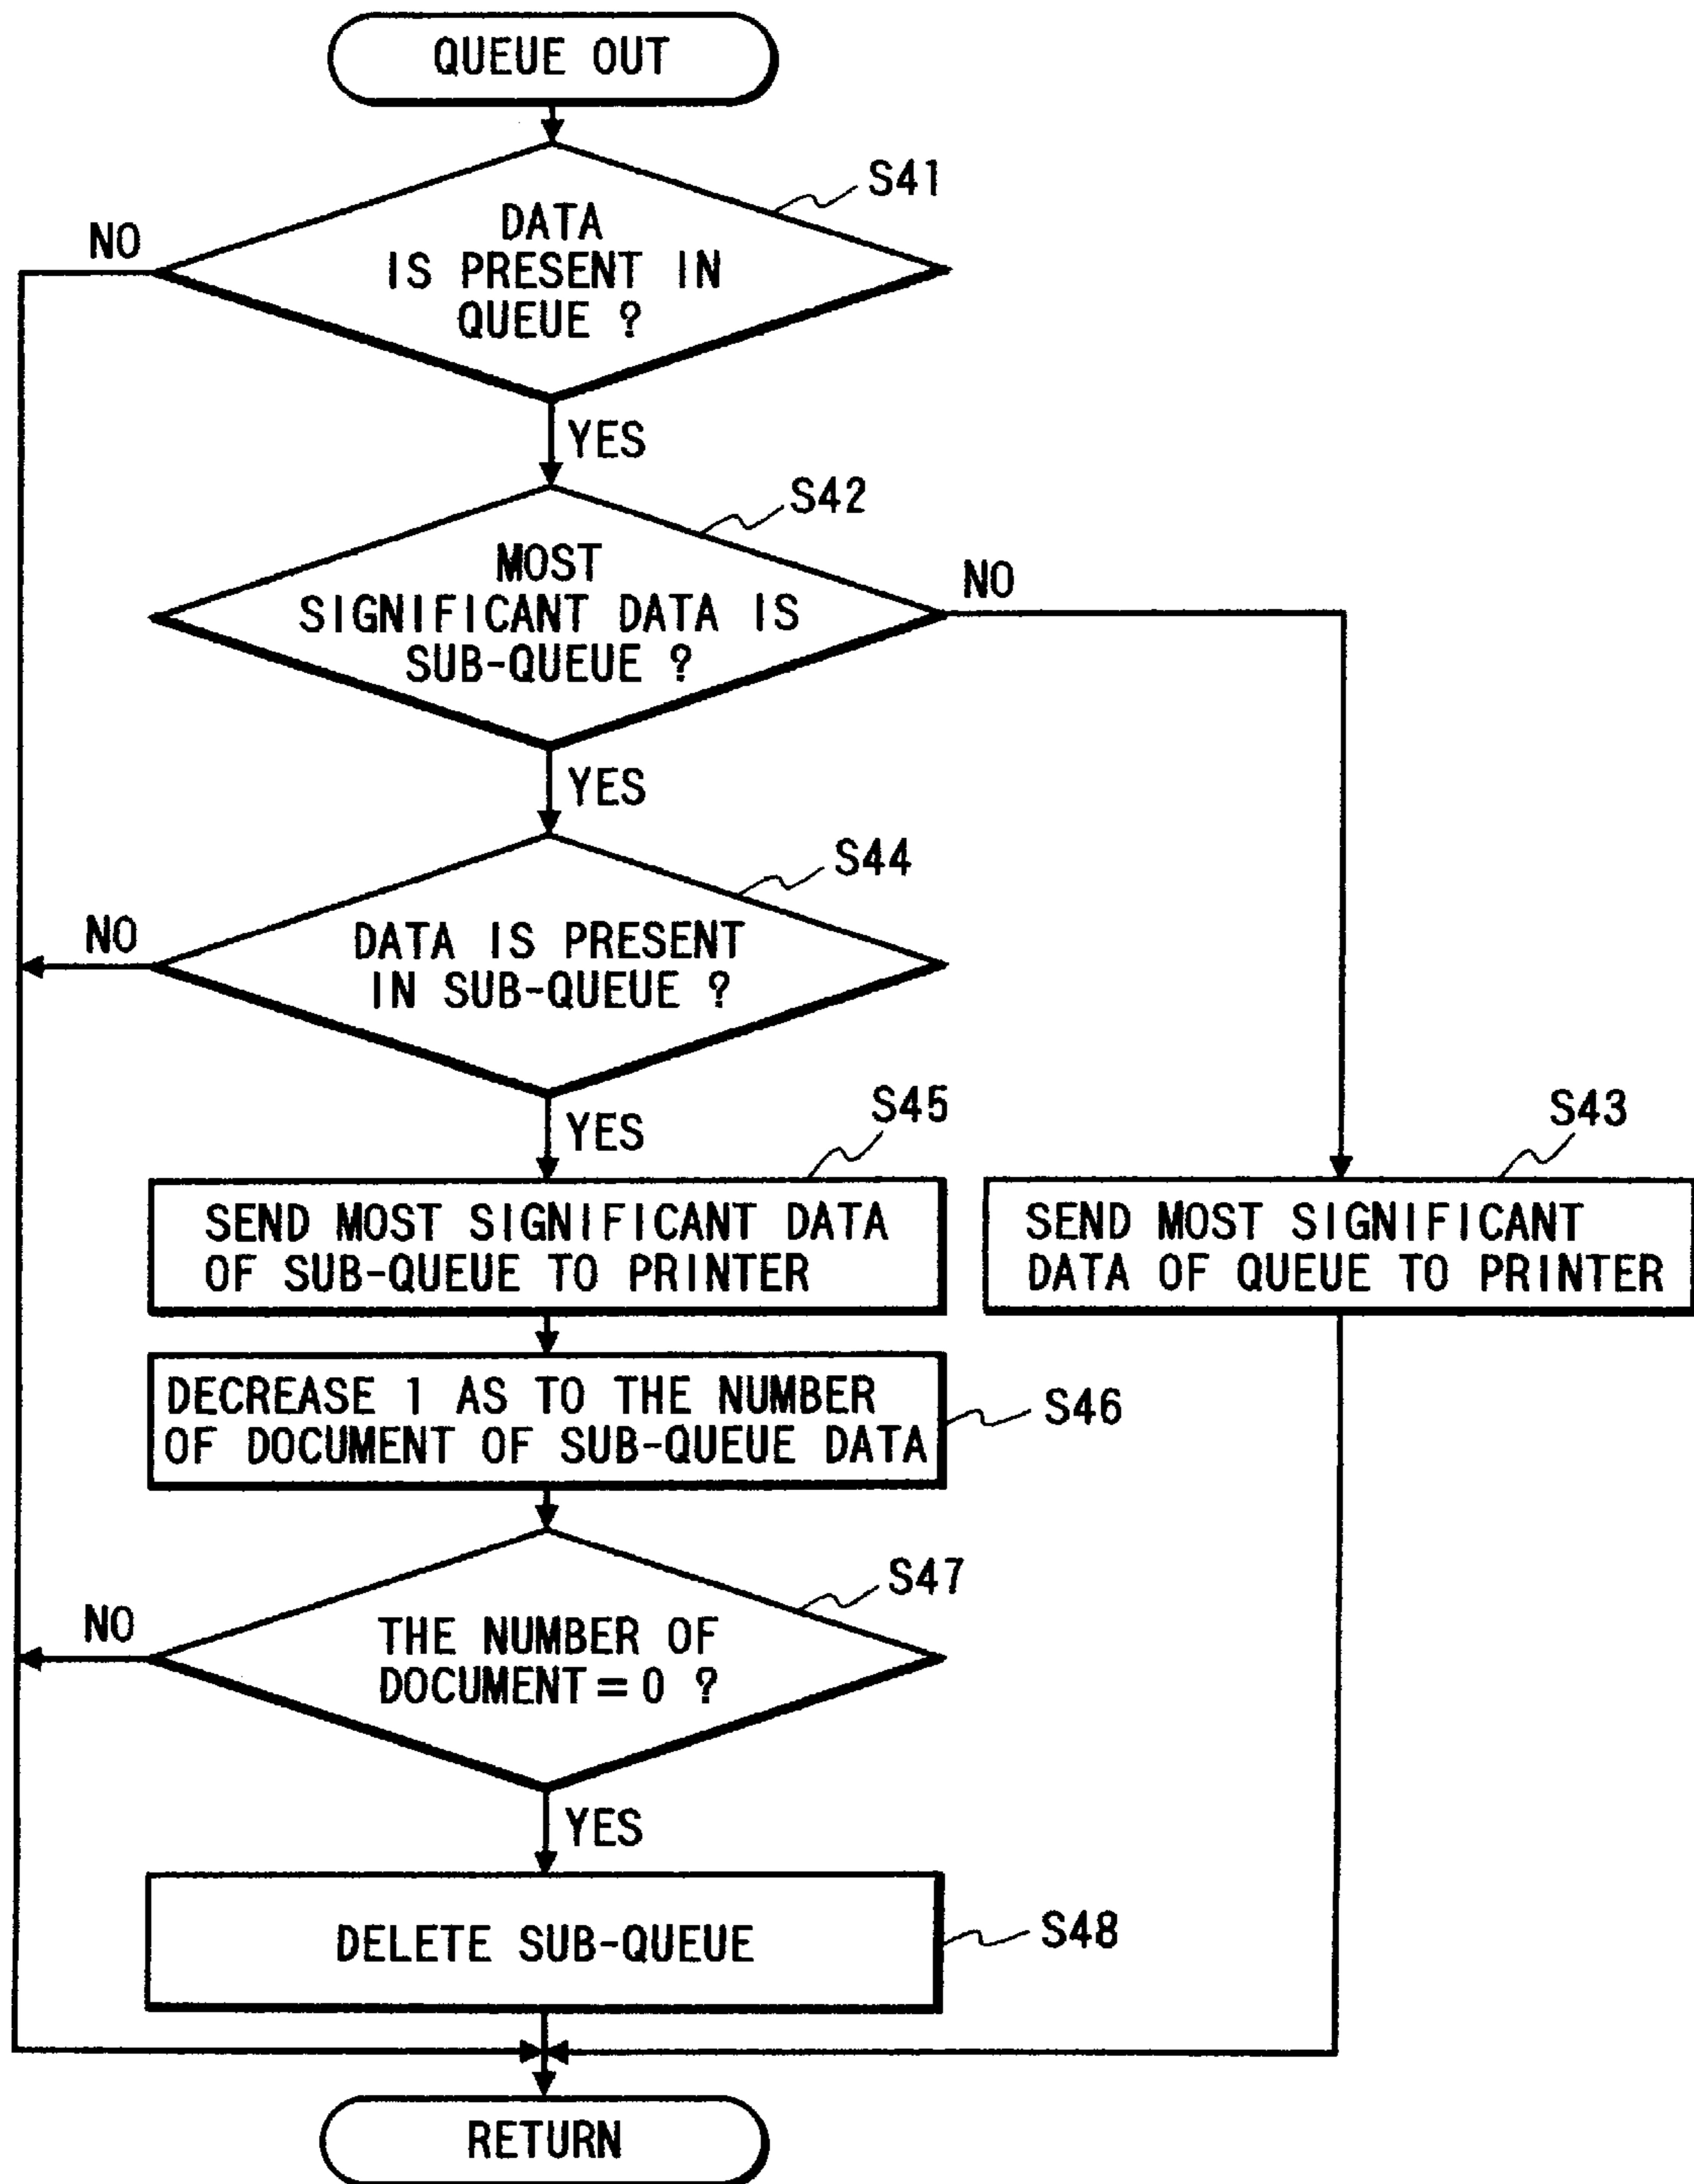 QUEUE OUT
S41
NO
DATA
IS PRESENT IN
QUEUE ?
YES
S42
MOST
SIGNIFICANT DATA IS
SUB-QUEUE ?
NO
YES
S44
NO
DATA IS PRESENT
IN SUB-QUEUE ?
YES
S45
S43
SEND MOST SIGNIFICANT DATA
OF SUB-QUEUE TO PRINTER
SEND MOST SIGNIFICANT
DATA OF QUEUE TO PRINTER
DECREASE 1 AS TO THE NUMBER
OF DOCUMENT OF SUB-QUEUE DATA
S46
S47
NO
THE NUMBER OF
DOCUMENT=0 ?
YES
DELETE SUB-QUEUE
S48
RETURN